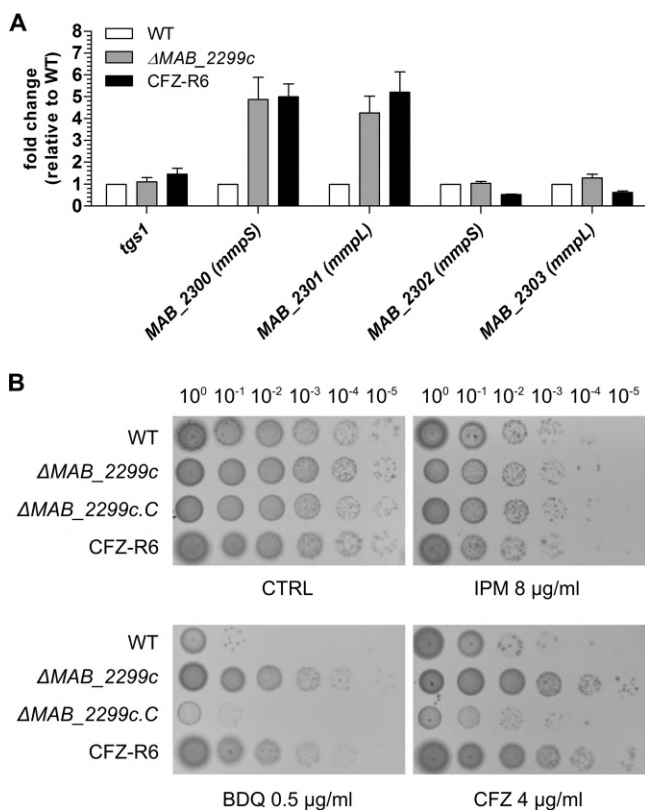 A
8
7
6
5
4
3
2
1
0
fold change
(relative to WT)
WT
ΔMAB_2299c
CFZ-R6
tgs1
MAB_2300 (mmpS)
MAB_2301 (mmpL)
MAB_2302 (mmpS)
MAB_2303 (mmpL)
B
10⁰ 10⁻¹ 10⁻² 10⁻³ 10⁻⁴ 10⁻⁵ 10⁰ 10⁻¹ 10⁻² 10⁻³ 10⁻⁴ 10⁻⁵
WT
ΔMAB_2299c
ΔMAB_2299c.C
CFZ-R6
CTRL IPM 8 µg/ml
WT
ΔMAB_2299c
ΔMAB_2299c.C
CFZ-R6
BDQ 0.5 µg/ml CFZ 4 µg/ml